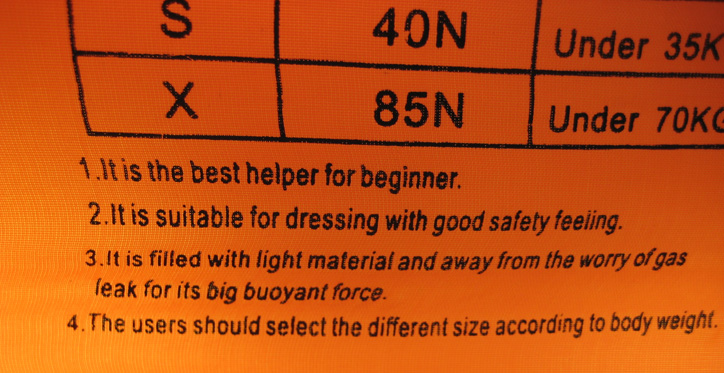 S 40N Under 35K
X 85N Under 70KG
1.It is the best helper for beginner.
2.It is suitable for dressing with good safety feeiing.
3.It is filled with light material and away from the worry of gas
leak for its big buoyant force.
4.The users should select the different size according to body weight.